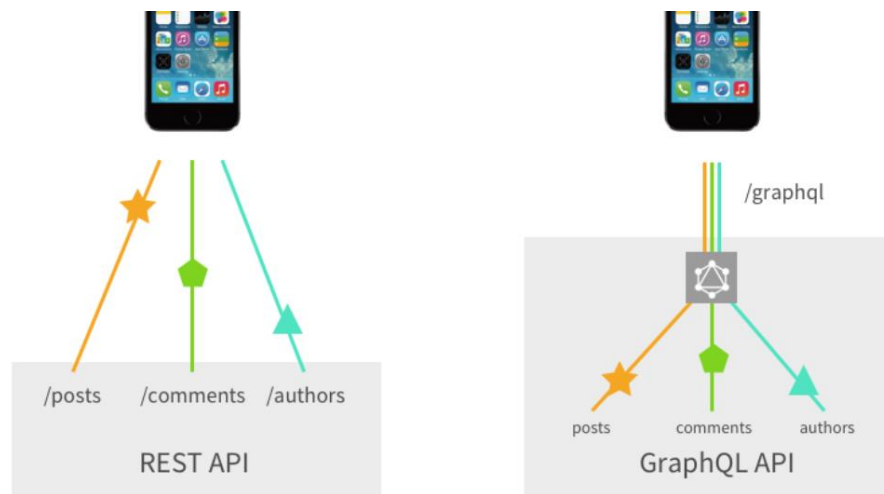 /posts /comments /authors
REST API
/graphql
posts comments authors
GraphQL API